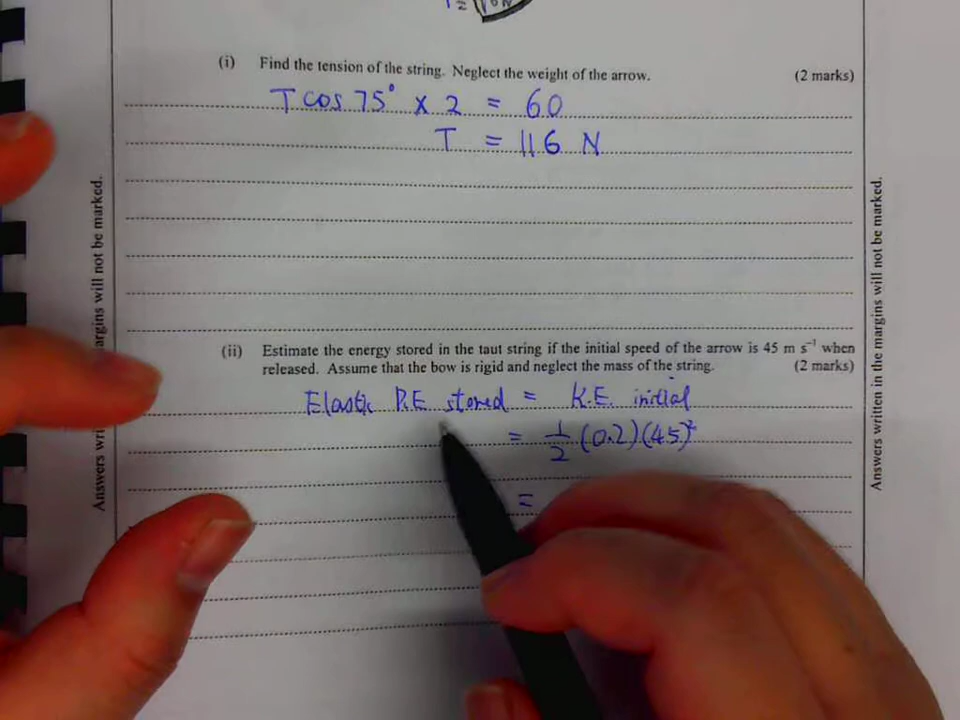 (i) Find the tension of the string. Neglect the weight of the arrow. (2 marks)
T cos 75° × 2 = 60
T = 116 N
(ii) Estimate the energy stored in the taut string if the initial speed of the arrow is 45 m s⁻¹ when
released. Assume that the bow is rigid and neglect the mass of the string. (2 marks)
Elastic P.E stored = K.E. initial
= 1/2 (0.2)(45)²
=
Answers written in the margins will not be marked.
Answers wri margins will not be marked.